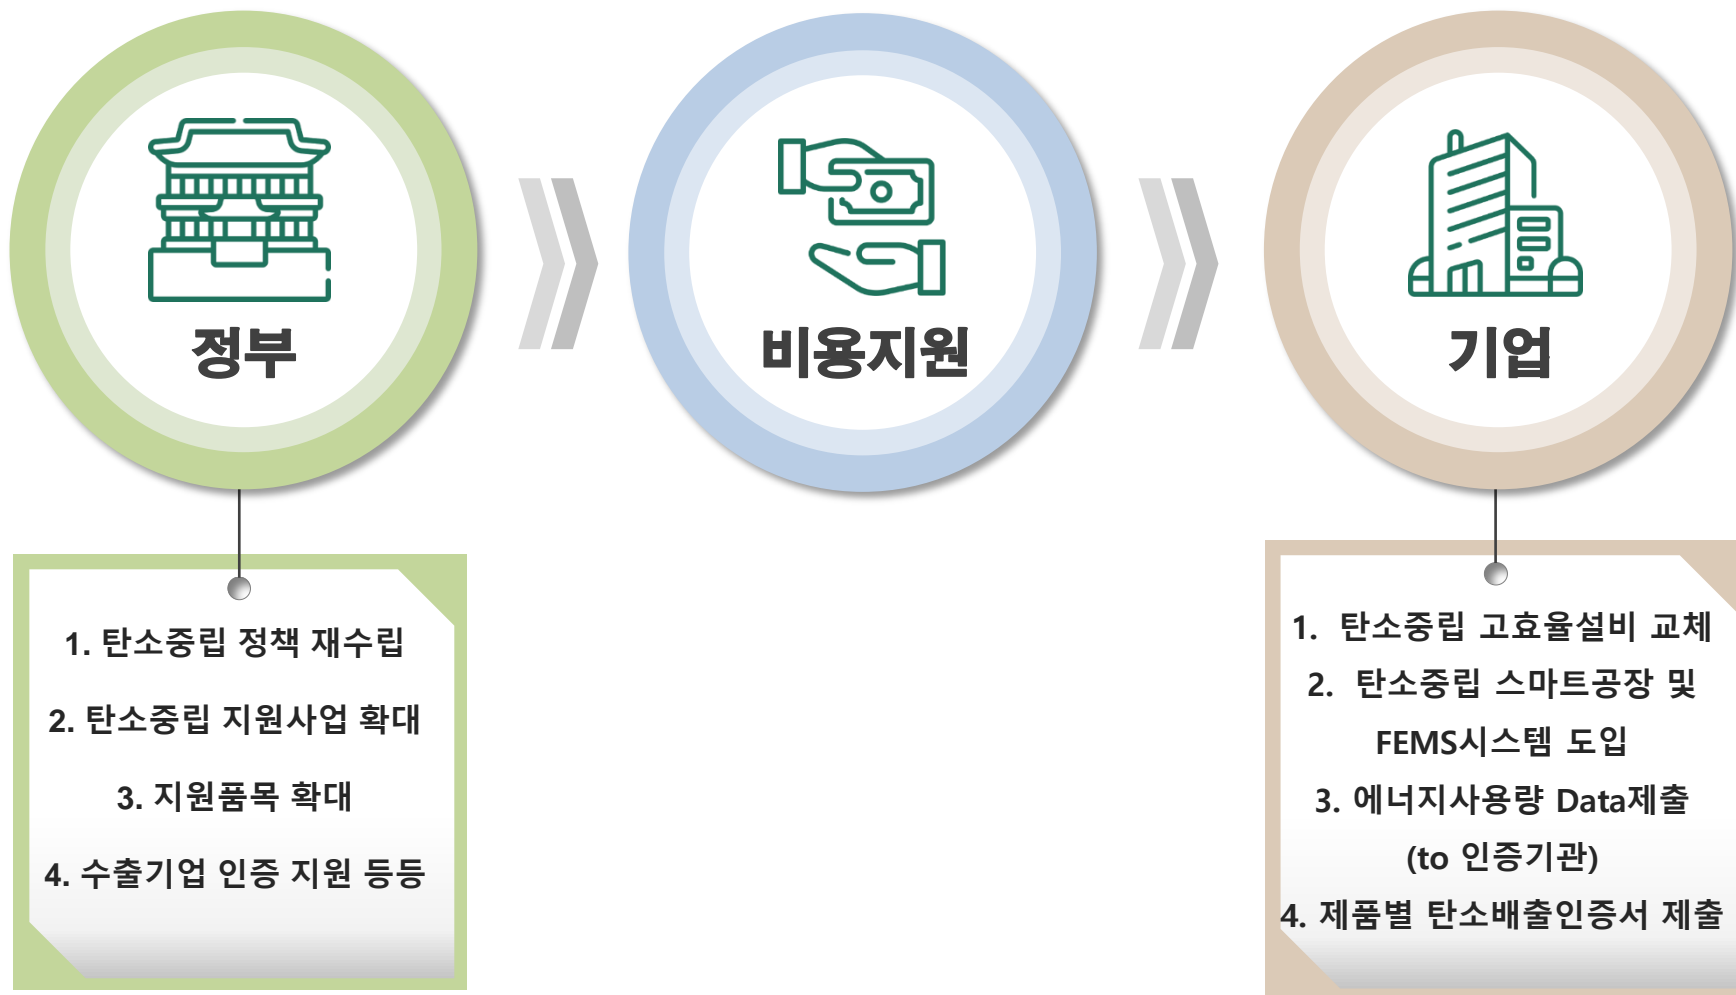 정부
비용지원
기업
1. 탄소중립 정책 재수립
2. 탄소중립 지원사업 확대
3. 지원품목 확대
4. 수출기업 인증 지원 등등
1. 탄소중립 고효율설비 교체
2. 탄소중립 스마트공장 및
FEMS시스템 도입
3. 에너지사용량 Data제출
(to 인증기관)
4. 제품별 탄소배출인증서 제출